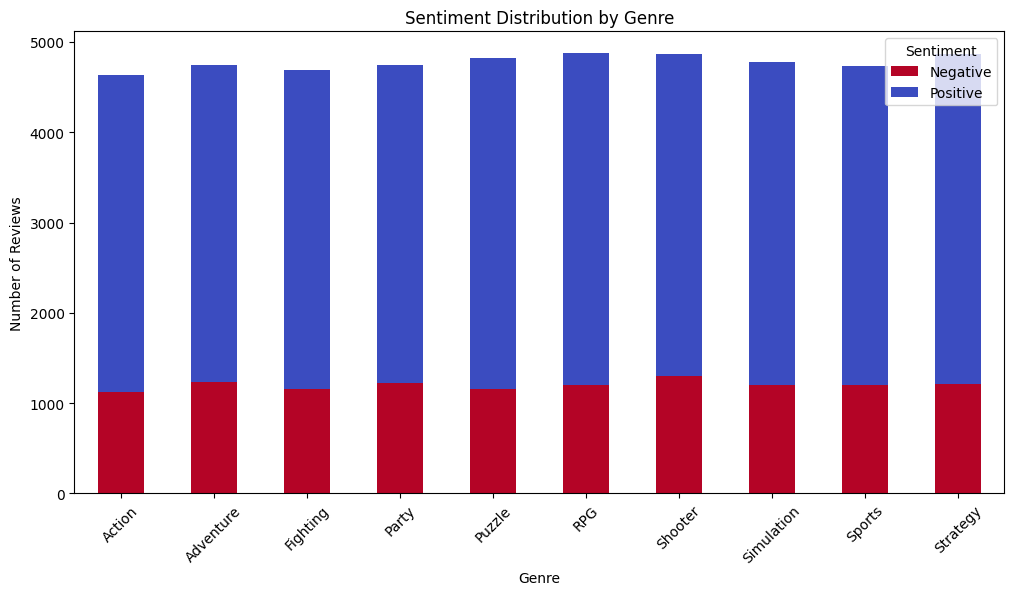 Sentiment Distribution by Genre
Sentiment
Negative
Positive
Number of Reviews
5000
4000
3000
2000
1000
0
Action
Adventure
Fighting
Party
Puzzle
RPG
Shooter
Simulation
Sports
Strategy
Genre